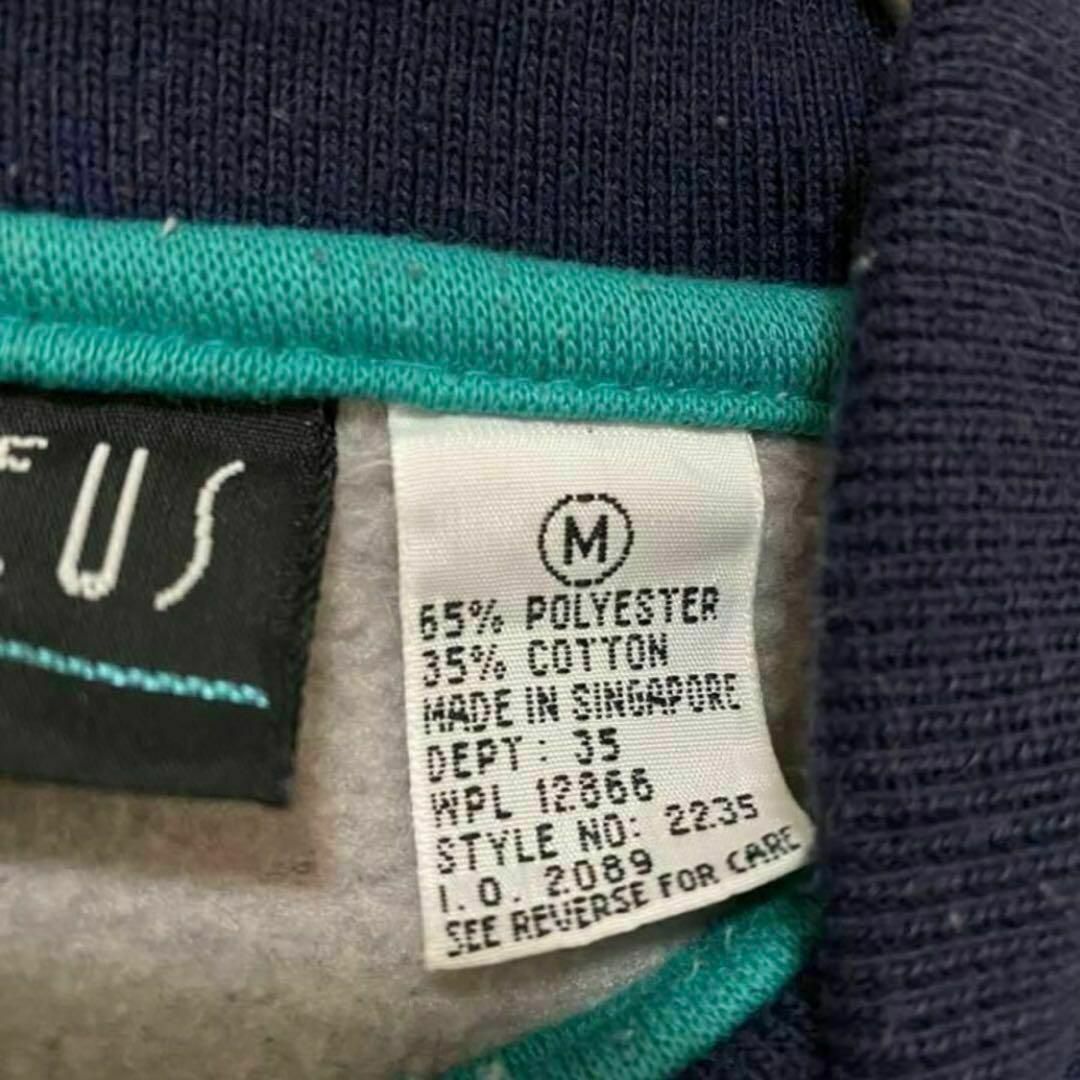 EUS
M
65% POLYESTER
35% COTTON
MADE IN SINGAPORE
DEPT: 35
WPL 12866
STYLE NO: 2235
I.O. 2089
SEE REVERSE FOR CARE